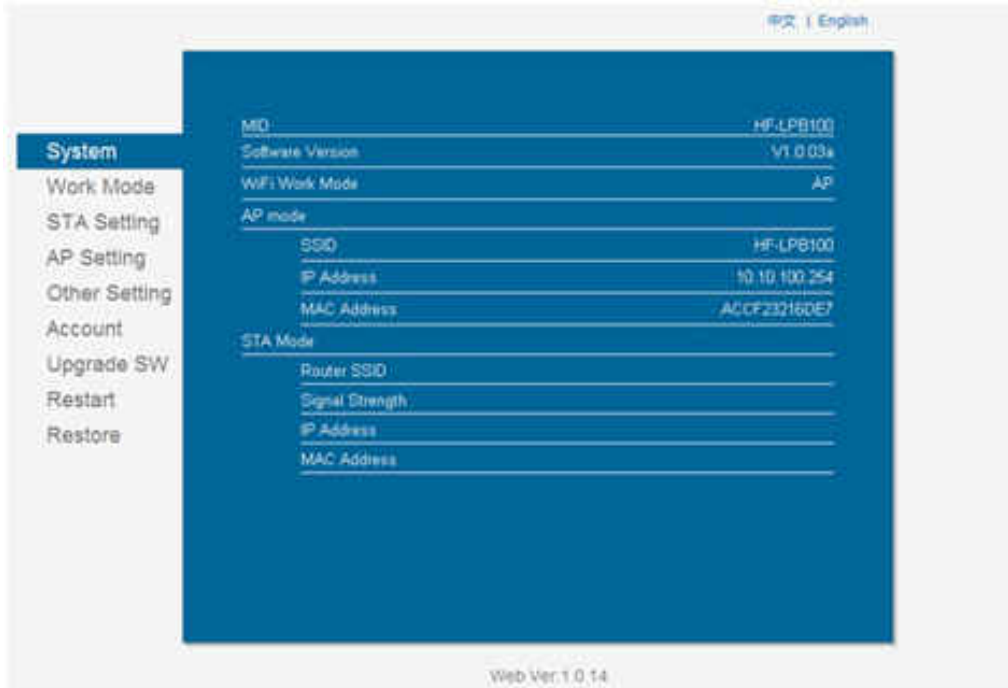 中文 | English
System
Work Mode
STA Setting
AP Setting
Other Setting
Account
Upgrade SW
Restart
Restore
MID HF-LPB100
Software Version V1.0.03a
WiFi Work Mode AP
AP mode
SSID HF-LPB100
IP Address 10.10.100.254
MAC Address ACCF23216DE7
STA Mode
Router SSID
Signal Strength
IP Address
MAC Address
Web Ver:1.0.14